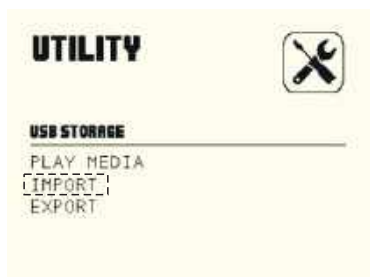 UTILITY
USB STORAGE
PLAY MEDIA
IMPORT
EXPORT